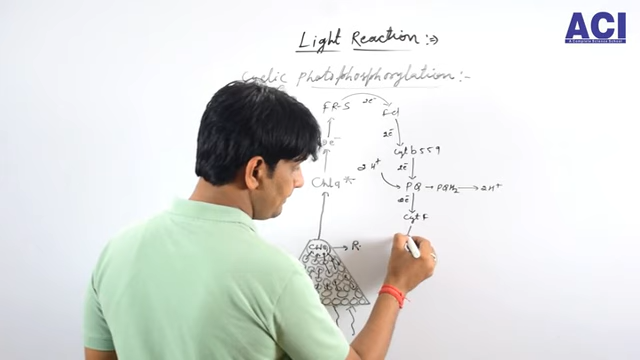 ACI
Light Reaction :→
Cyclic Photophosphorylation :-
FR-S
2e⁻
Fd
2e⁻
Cyt b 559
2e⁻
2H⁺
PQ → PQH₂ → 2H⁺
2e⁻
Cyt F
Chl a *
Chl a